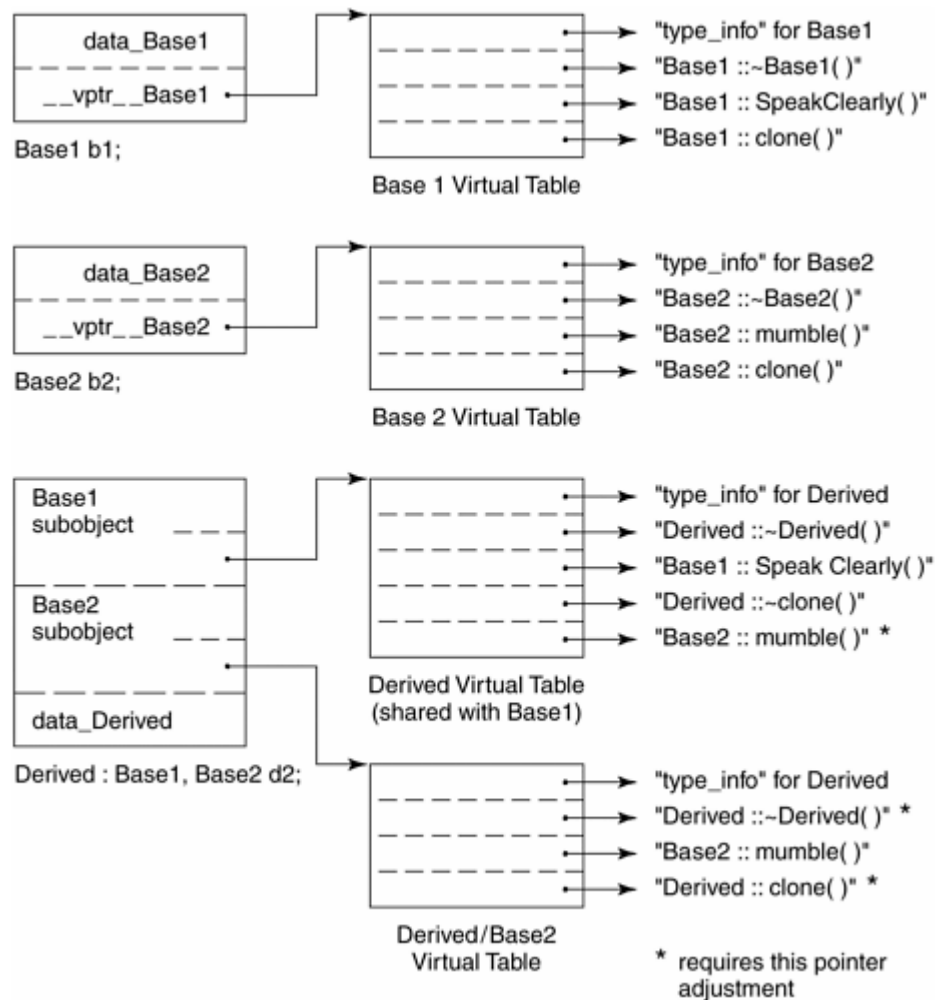 data_Base1
__vptr__Base1
Base1 b1;
"type_info" for Base1
"Base1 ::~Base1( )"
"Base1 :: SpeakClearly( )"
"Base1 :: clone( )"
Base 1 Virtual Table
data_Base2
__vptr__Base2
Base2 b2;
"type_info" for Base2
"Base2 ::~Base2( )"
"Base2 :: mumble( )"
"Base2 :: clone( )"
Base 2 Virtual Table
Base1
subobject
Base2
subobject
data_Derived
Derived : Base1, Base2 d2;
"type_info" for Derived
"Derived ::~Derived( )"
"Base1 :: Speak Clearly( )"
"Derived ::~clone( )"
"Base2 :: mumble( )" *
Derived Virtual Table
(shared with Base1)
"type_info" for Derived
"Derived ::~Derived( )" *
"Base2 :: mumble( )"
"Derived :: clone( )" *
Derived/Base2
Virtual Table
* requires this pointer
adjustment